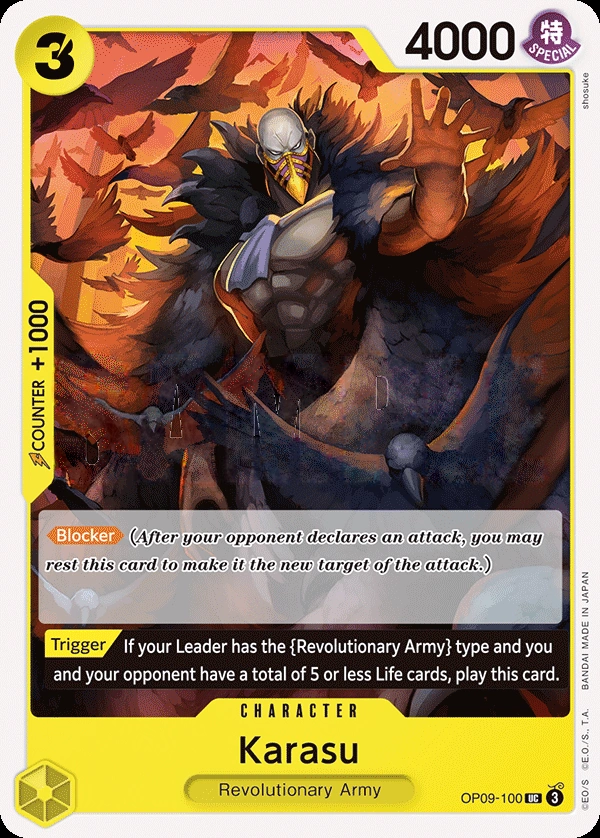 3
4000
特
SPECIAL
shosuke
COUNTER +1000
Blocker (After your opponent declares an attack, you may
rest this card to make it the new target of the attack.)
Trigger If your Leader has the {Revolutionary Army} type and you
and your opponent have a total of 5 or less Life cards, play this card.
CHARACTER
Karasu
Revolutionary Army
OP09-100 UC 3
©E.O/S ©E.O./S., T.A. BANDAI MADE IN JAPAN